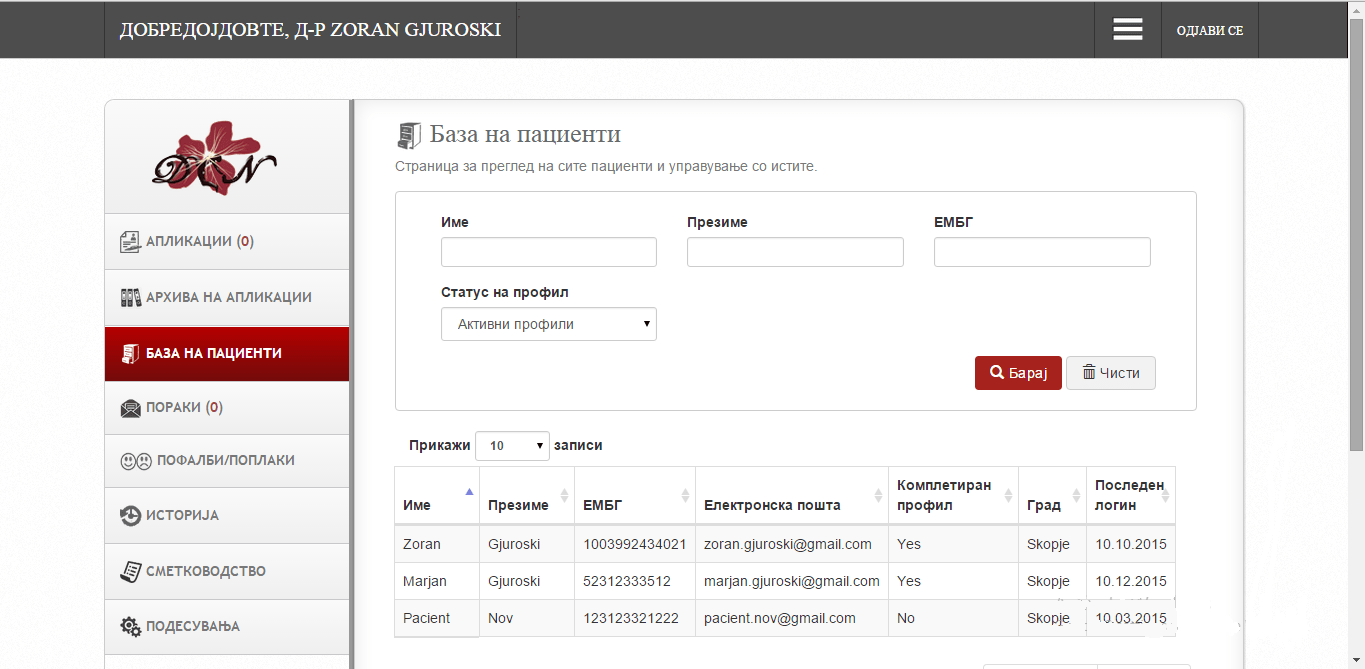 ДОБРЕДОЈДОВТЕ, Д-Р ZORAN GJUROSKI
ОДЈАВИ СЕ
DN
АПЛИКАЦИИ (0)
АРХИВА НА АПЛИКАЦИИ
БАЗА НА ПАЦИЕНТИ
ПОРАКИ (0)
ПОФАЛБИ/ПОПЛАКИ
ИСТОРИЈА
СМЕТКОВОДСТВО
ПОДЕСУВАЊА
База на пациенти
Страница за преглед на сите пациенти и управување со истите.
Име Презиме ЕМБГ
Статус на профил
Активни профили
Барај Чисти
Прикажи 10 записи
Име Презиме ЕМБГ Електронска пошта Комплетиран профил Град Последен логин
Zoran Gjuroski 1003992434021 zoran.gjuroski@gmail.com Yes Skopje 10.10.2015
Marjan Gjuroski 52312333512 marjan.gjuroski@gmail.com Yes Skopje 10.12.2015
Pacient Nov 123123321222 pacient.nov@gmail.com No Skopje 10.03.2015